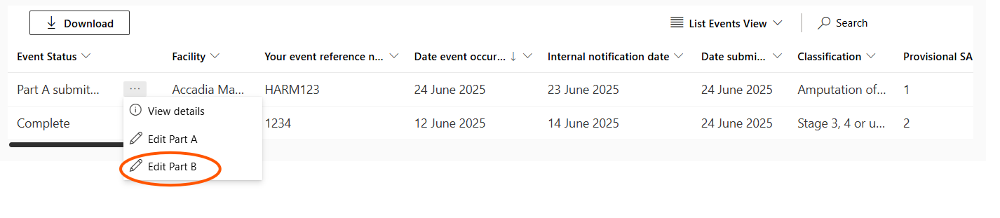 Download
List Events View
Search
Event Status Facility Your event reference n... Date event occur... Internal notification date Date submi... Classification Provisional SA
Part A submit... ... Accadia Ma... HARM123 24 June 2025 23 June 2025 24 June 2025 Amputation of... 1
View details
Complete 1234 12 June 2025 14 June 2025 24 June 2025 Stage 3, 4 or u... 2
Edit Part A
Edit Part B